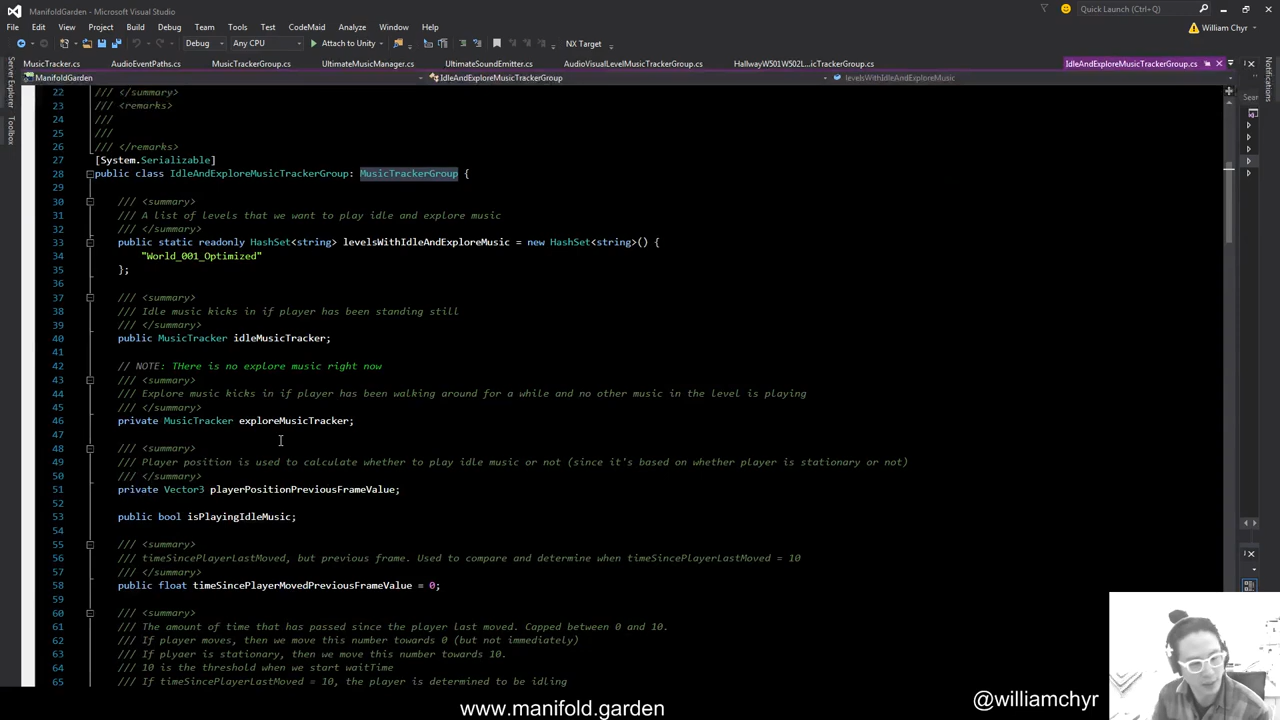 ManifoldGarden - Microsoft Visual Studio
Quick Launch (Ctrl+Q)
File Edit View Project Build Debug Team Tools Test CodeMaid Analyze Window Help
William Chyr
Debug Any CPU Attach to Unity NX Target
MusicTracker.cs AudioEventPaths.cs MusicTrackerGroup.cs UltimateMusicManager.cs UltimateSoundEmitter.cs AudioVisualLevelMusicTrackerGroup.cs HallwayW501W502L...icTrackerGroup.cs IdleAndExploreMusicTrackerGroup.cs
ManifoldGarden IdleAndExploreMusicTrackerGroup levelsWithIdleAndExploreMusic
Server Explorer
Toolbox
Notifications
Sear
22 /// </summary>
23 /// <remarks>
24 ///
25 ///
26 /// </remarks>
27 [System.Serializable]
28 public class IdleAndExploreMusicTrackerGroup: MusicTrackerGroup {
29
30 /// <summary>
31 /// A list of levels that we want to play idle and explore music
32 /// </summary>
33 public static readonly HashSet<string> levelsWithIdleAndExploreMusic = new HashSet<string>() {
34 "World_001_Optimized"
35 };
36
37 /// <summary>
38 /// Idle music kicks in if player has been standing still
39 /// </summary>
40 public MusicTracker idleMusicTracker;
41
42 // NOTE: THere is no explore music right now
43 /// <summary>
44 /// Explore music kicks in if player has been walking around for a while and no other music in the level is playing
45 /// </summary>
46 private MusicTracker exploreMusicTracker;
47
48 /// <summary>
49 /// Player position is used to calculate whether to play idle music or not (since it's based on whether player is stationary or not)
50 /// </summary>
51 private Vector3 playerPositionPreviousFrameValue;
52
53 public bool isPlayingIdleMusic;
54
55 /// <summary>
56 /// timeSincePlayerLastMoved, but previous frame. Used to compare and determine when timeSincePlayerLastMoved = 10
57 /// </summary>
58 public float timeSincePlayerMovedPreviousFrameValue = 0;
59
60 /// <summary>
61 /// The amount of time that has passed since the player last moved. Capped between 0 and 10.
62 /// If player moves, then we move this number towards 0 (but not immediately)
63 /// If plyaer is stationary, then we move this number towards 10.
64 /// 10 is the threshold when we start waitTime
65 /// If timeSincePlayerLastMoved = 10, the player is determined to be idling
www.manifold.garden
@williamchyr